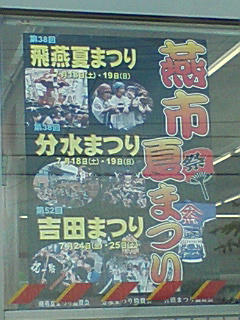 燕市夏まつり
祭
第38回
飛燕夏まつり
7月18日(土)・19日(日)
第38回
分水まつり
7月18日(土)・19日(日)
第52回
吉田まつり
7月24日(金)・25日(土)